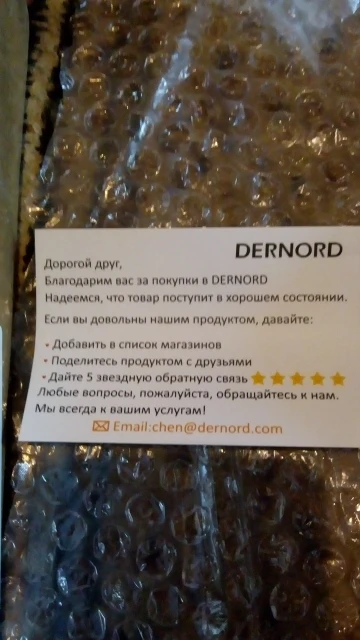 DERNORD
Дорогой друг,
Благодарим вас за покупки в DERNORD
Надеемся, что товар поступит в хорошем состоянии.
Если вы довольны нашим продуктом, давайте:
• Добавить в список магазинов
• Поделитесь продуктом с друзьями
• Дайте 5 звездную обратную связь
Любые вопросы, пожалуйста, обращайтесь к нам.
Мы всегда к вашим услугам!
Email:chen@dernord.com